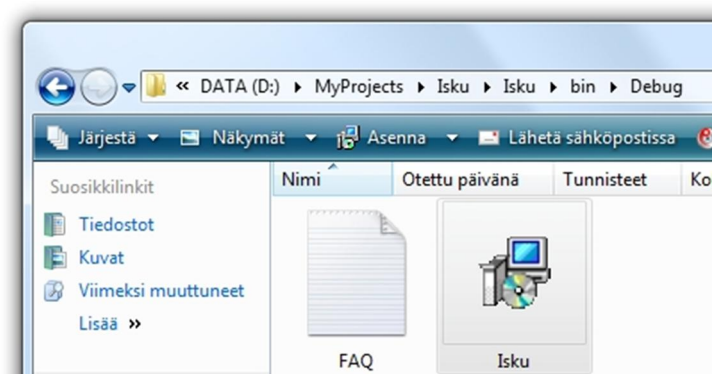 « DATA (D:) ▸ MyProjects ▸ Isku ▸ Isku ▸ bin ▸ Debug
Järjestä Näkymät Asenna Lähetä sähköpostissa
Suosikkilinkit
Tiedostot
Kuvat
Viimeksi muuttuneet
Lisää »
Nimi Otettu päivänä Tunnisteet Ko
FAQ Isku